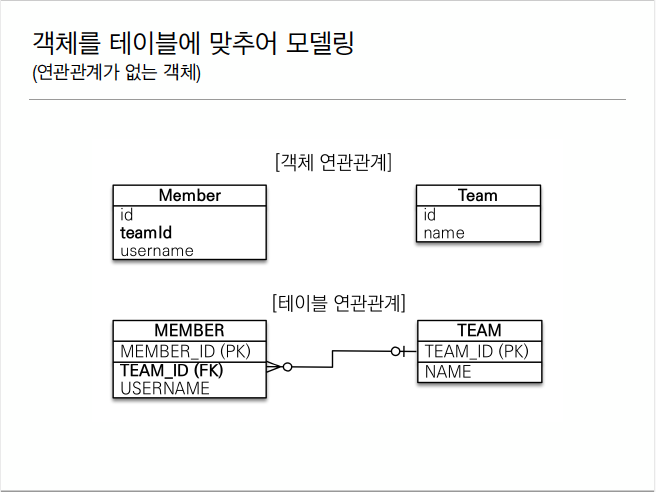 객체를 테이블에 맞추어 모델링
(연관관계가 없는 객체)
[객체 연관관계]
Member
id
teamId
username
Team
id
name
[테이블 연관관계]
MEMBER
MEMBER_ID (PK)
TEAM_ID (FK)
USERNAME
TEAM
TEAM_ID (PK)
NAME